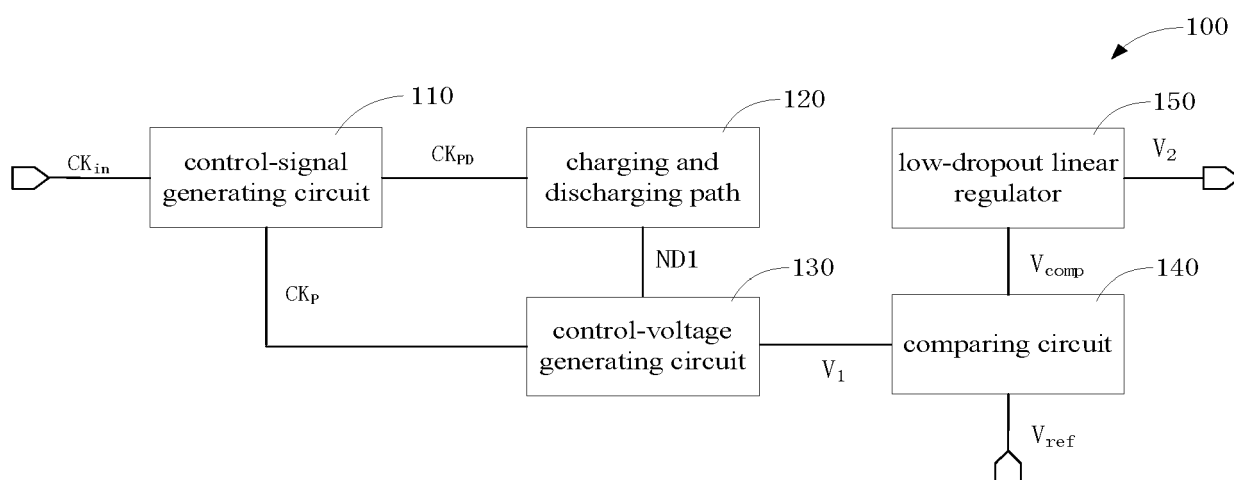 100
110
120
150
CK_in
control-signal
generating circuit
CK_PD
charging and
discharging path
low-dropout linear
regulator
V_2
ND1
130
V_comp
140
CK_P
control-voltage
generating circuit
V_1
comparing circuit
V_ref